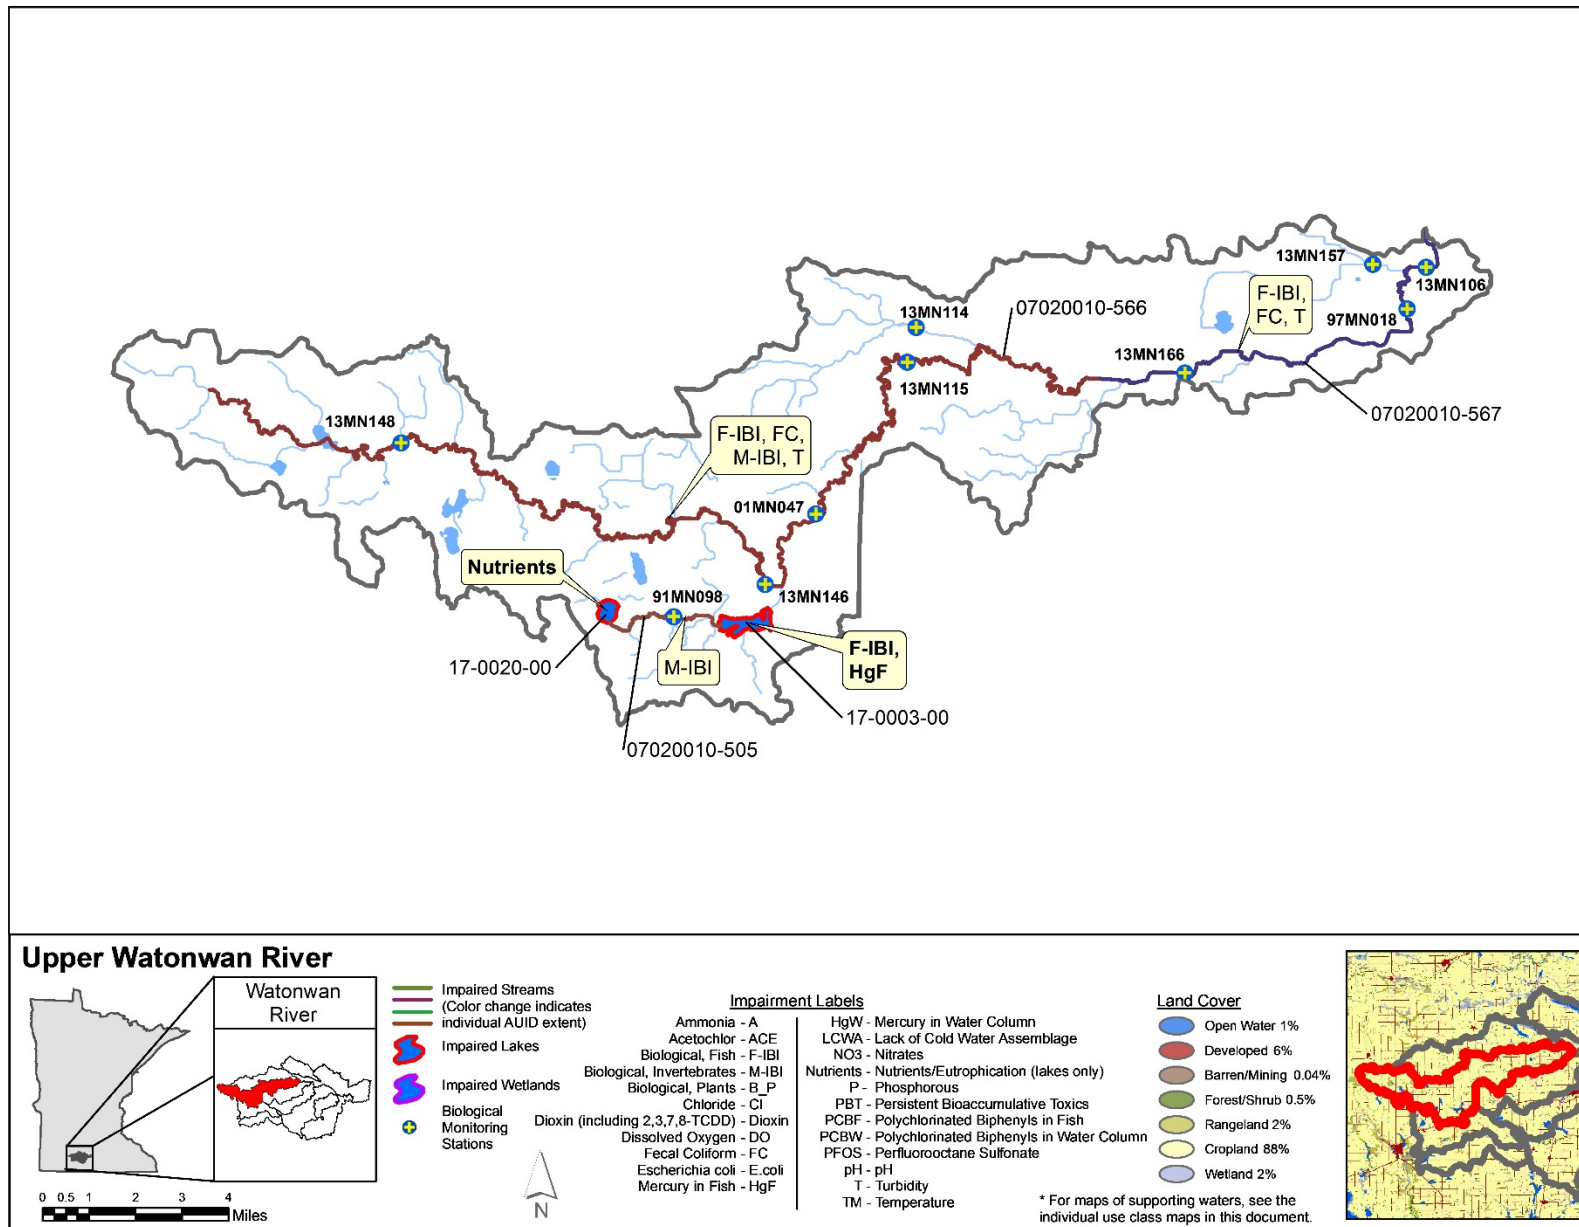 13MN157
13MN106
F-IBI,
FC, T
97MN018
07020010-566
13MN114
13MN166
13MN115
07020010-567
13MN148
F-IBI, FC,
M-IBI, T
01MN047
Nutrients
91MN098
13MN146
17-0020-00
M-IBI
F-IBI,
HgF
17-0003-00
07020010-505
Upper Watonwan River
Watonwan
River
0 0.5 1 2 3 4
Miles
Impaired Streams
(Color change indicates
individual AUID extent)
Impaired Lakes
Impaired Wetlands
Biological
Monitoring
Stations
N
Impairment Labels
Ammonia - A
Acetochlor - ACE
Biological, Fish - F-IBI
Biological, Invertebrates - M-IBI
Biological, Plants - B_P
Chloride - Cl
Dioxin (including 2,3,7,8-TCDD) - Dioxin
Dissolved Oxygen - DO
Fecal Coliform - FC
Escherichia coli - E.coli
Mercury in Fish - HgF
HgW - Mercury in Water Column
LCWA - Lack of Cold Water Assemblage
NO3 - Nitrates
Nutrients - Nutrients/Eutrophication (lakes only)
P - Phosphorous
PBT - Persistent Bioaccumulative Toxics
PCBF - Polychlorinated Biphenyls in Fish
PCBW - Polychlorinated Biphenyls in Water Column
PFOS - Perfluorooctane Sulfonate
pH - pH
T - Turbidity
TM - Temperature
Land Cover
Open Water 1%
Developed 6%
Barren/Mining 0.04%
Forest/Shrub 0.5%
Rangeland 2%
Cropland 88%
Wetland 2%
* For maps of supporting waters, see the
individual use class maps in this document.